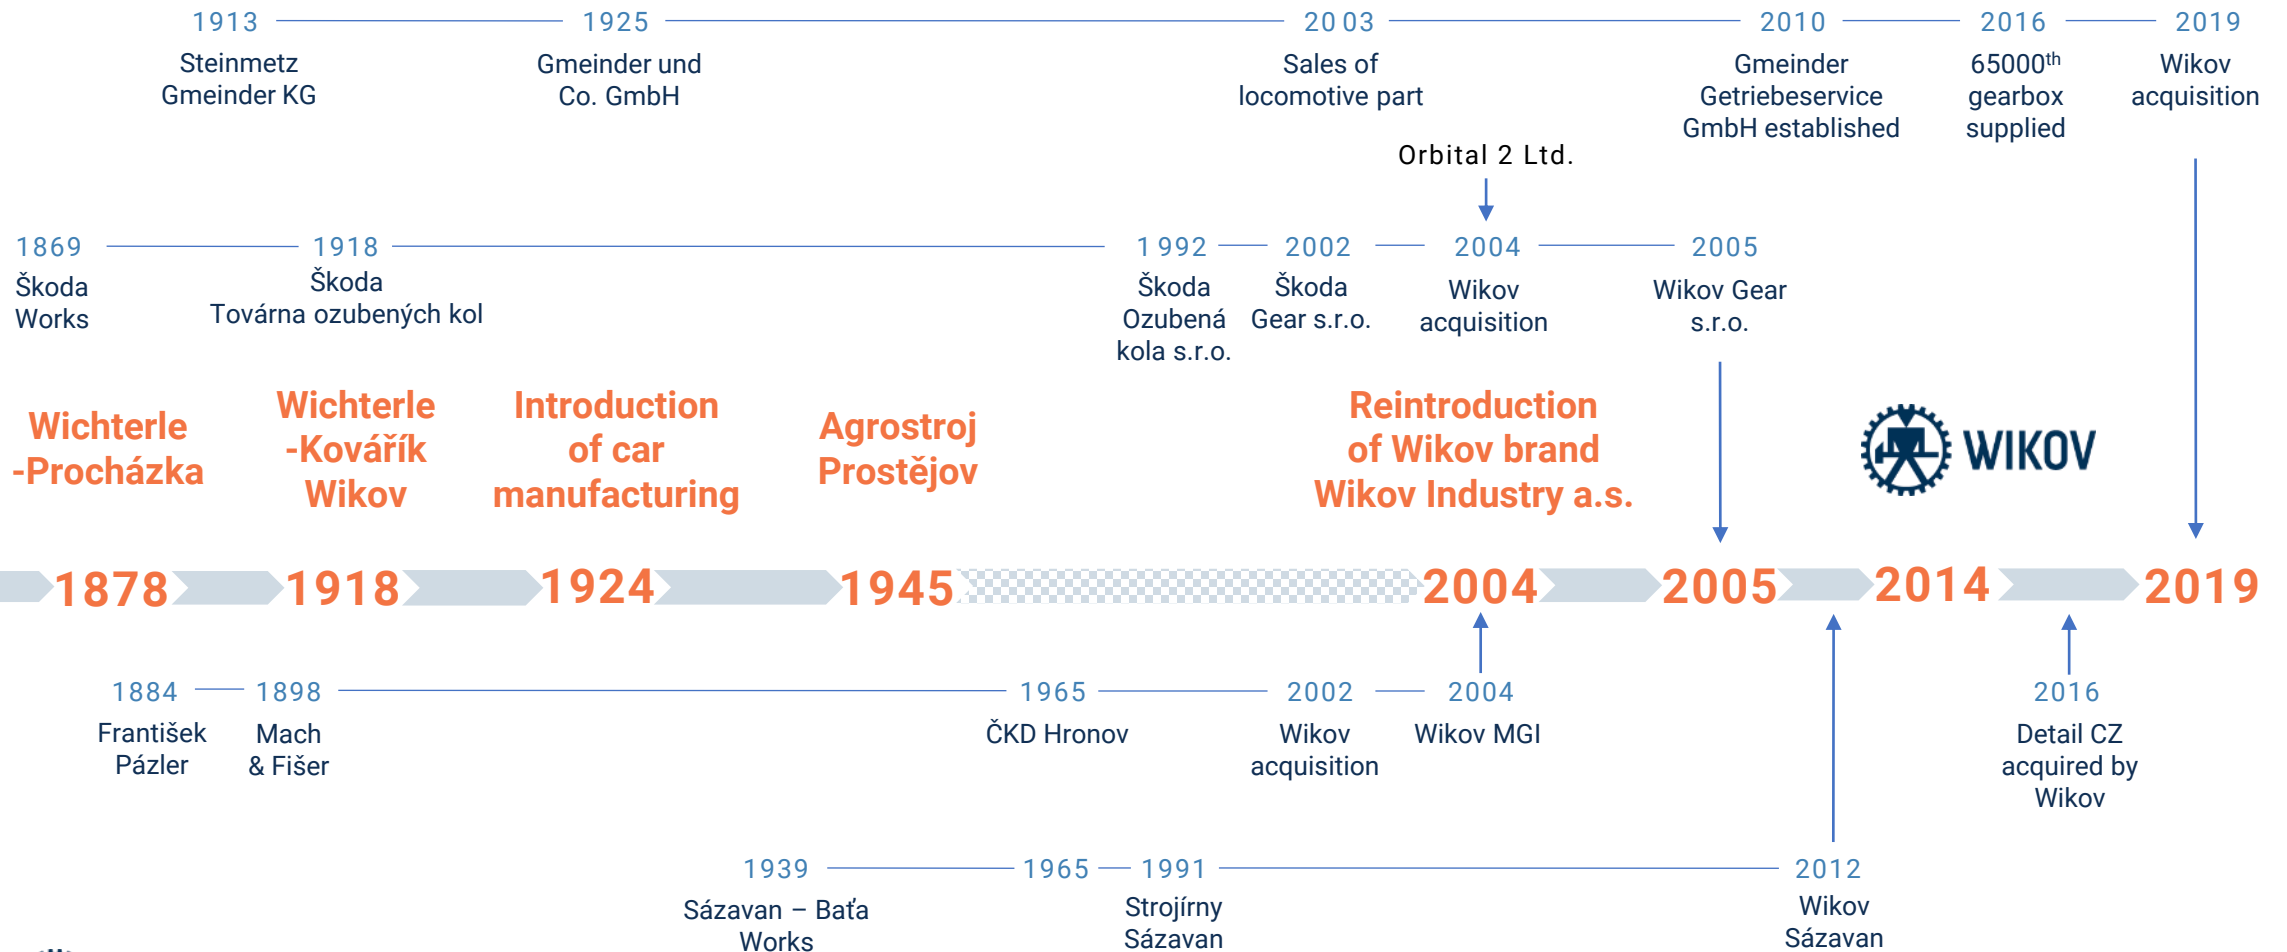 1913 1925 20 03 2010 2016 2019
Steinmetz
Gmeinder KG
Gmeinder und
Co. GmbH
Sales of
locomotive part
Gmeinder
Getriebeservice
GmbH established
65000th
gearbox
supplied
Wikov
acquisition
Orbital 2 Ltd.
1869 1918 1 992 2002 2004 2005
Škoda
Works
Škoda
Továrna ozubených kol
Škoda
Ozubená
kola s.r.o.
Škoda
Gear s.r.o.
Wikov
acquisition
Wikov Gear
s.r.o.
Wichterle
-Procházka
Wichterle
-Kovářík
Wikov
Introduction
of car
manufacturing
Agrostroj
Prostějov
Reintroduction
of Wikov brand
Wikov Industry a.s.
WIKOV
1878 1918 1924 1945 2004 2005 2014 2019
1884 1898 1965 2002 2004 2016
František
Pázler
Mach
& Fišer
ČKD Hronov
Wikov
acquisition
Wikov MGI
Detail CZ
acquired by
Wikov
1939 1965 1991 2012
Sázavan – Baťa
Works
Strojírny
Sázavan
Wikov
Sázavan